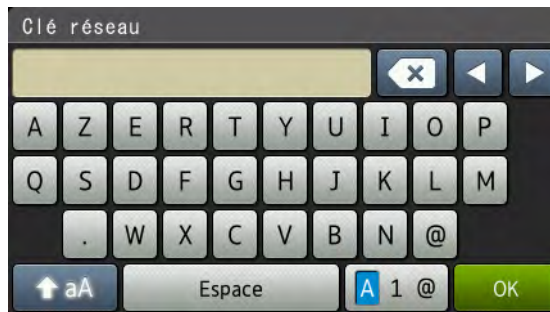 Clé réseau
A Z E R T Y U I O P
Q S D F G H J K L M
. W X C V B N @
aA Espace A 1 @ OK